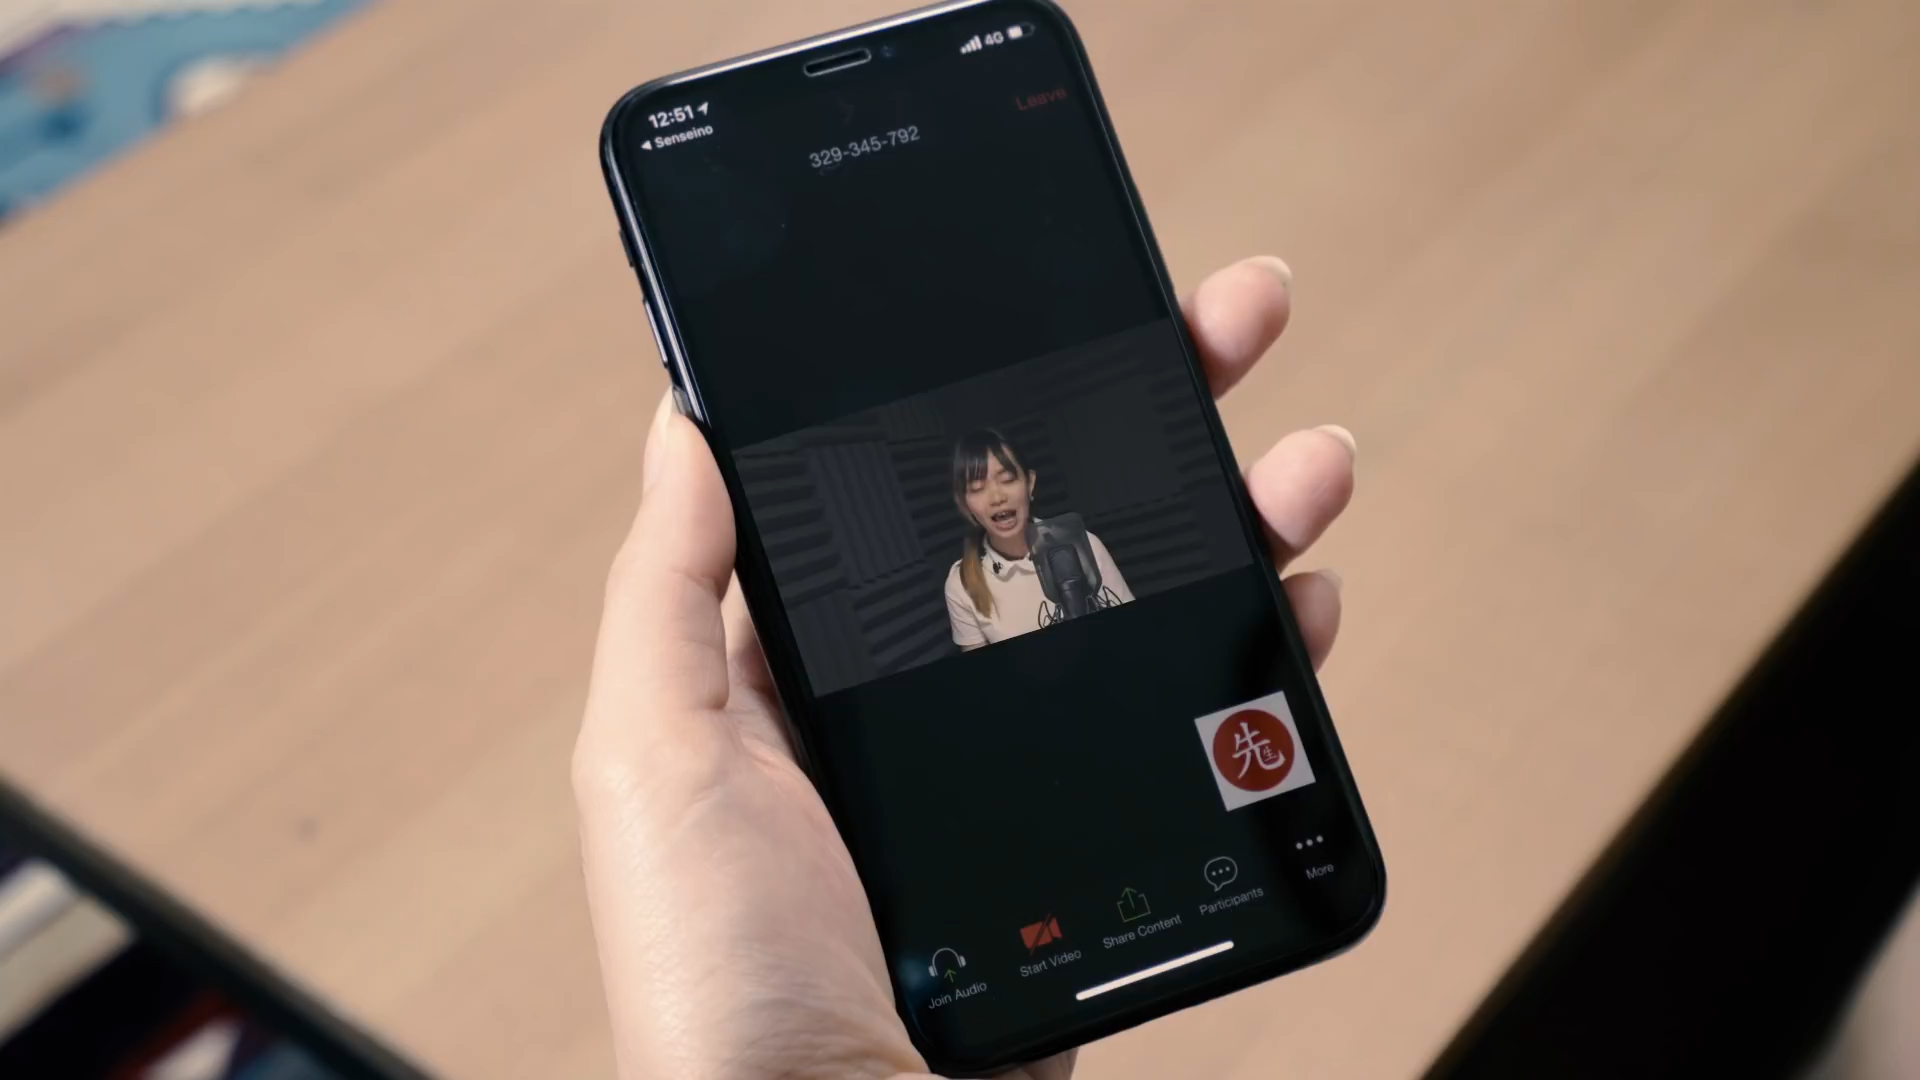 12:51
4G
Senseino
Leave
329-345-792
先生
Join Audio
Start Video
Share Content
Participants
More